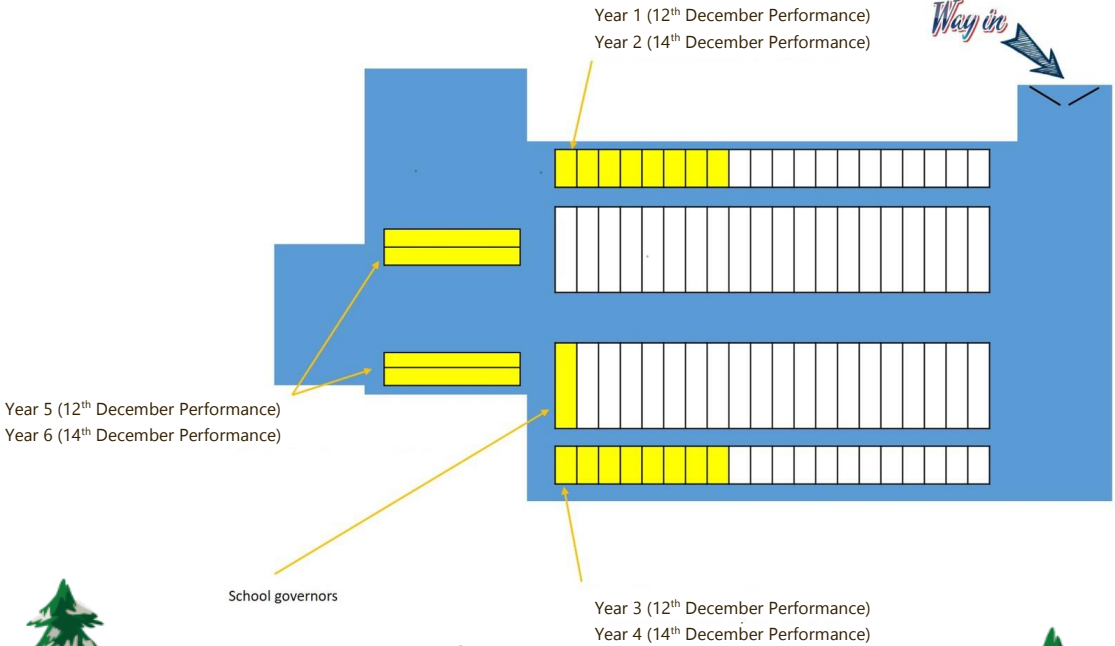 Year 1 (12th December Performance)
Year 2 (14th December Performance)
Way in
Year 5 (12th December Performance)
Year 6 (14th December Performance)
School governors
Year 3 (12th December Performance)
Year 4 (14th December Performance)